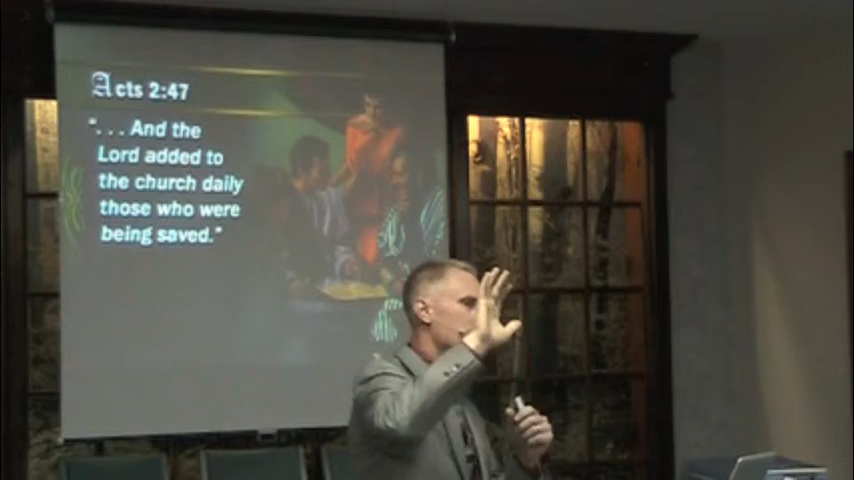 Acts 2:47
". . . And the
Lord added to
the church daily
those who were
being saved."